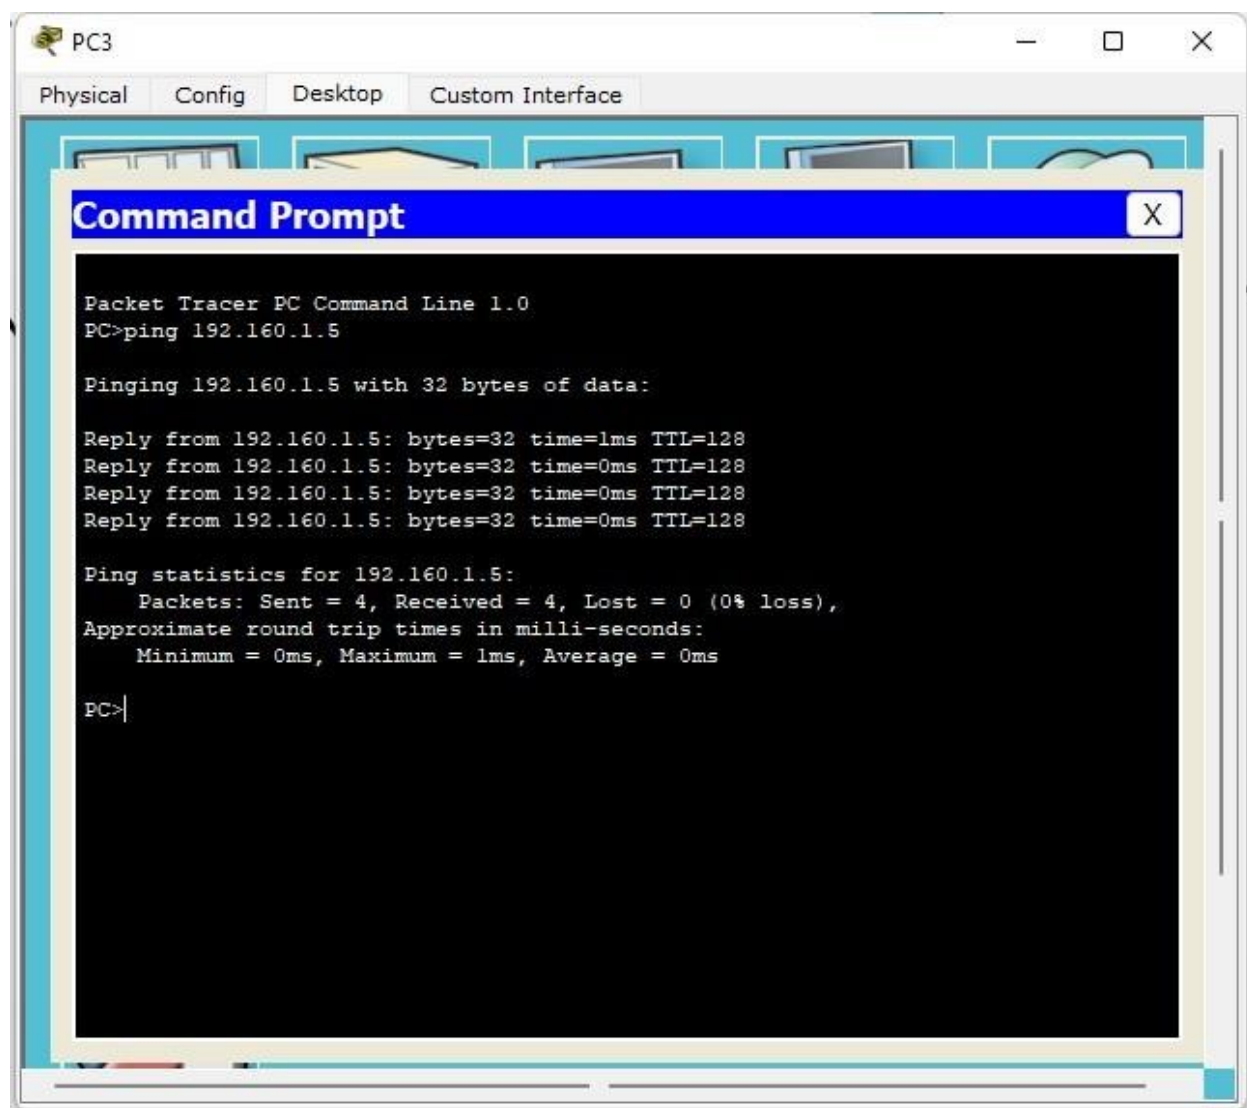 PC3
Physical Config Desktop Custom Interface
Command Prompt
X
Packet Tracer PC Command Line 1.0
PC>ping 192.160.1.5
Pinging 192.160.1.5 with 32 bytes of data:
Reply from 192.160.1.5: bytes=32 time=1ms TTL=128
Reply from 192.160.1.5: bytes=32 time=0ms TTL=128
Reply from 192.160.1.5: bytes=32 time=0ms TTL=128
Reply from 192.160.1.5: bytes=32 time=0ms TTL=128
Ping statistics for 192.160.1.5:
Packets: Sent = 4, Received = 4, Lost = 0 (0% loss),
Approximate round trip times in milli-seconds:
Minimum = 0ms, Maximum = 1ms, Average = 0ms
PC>